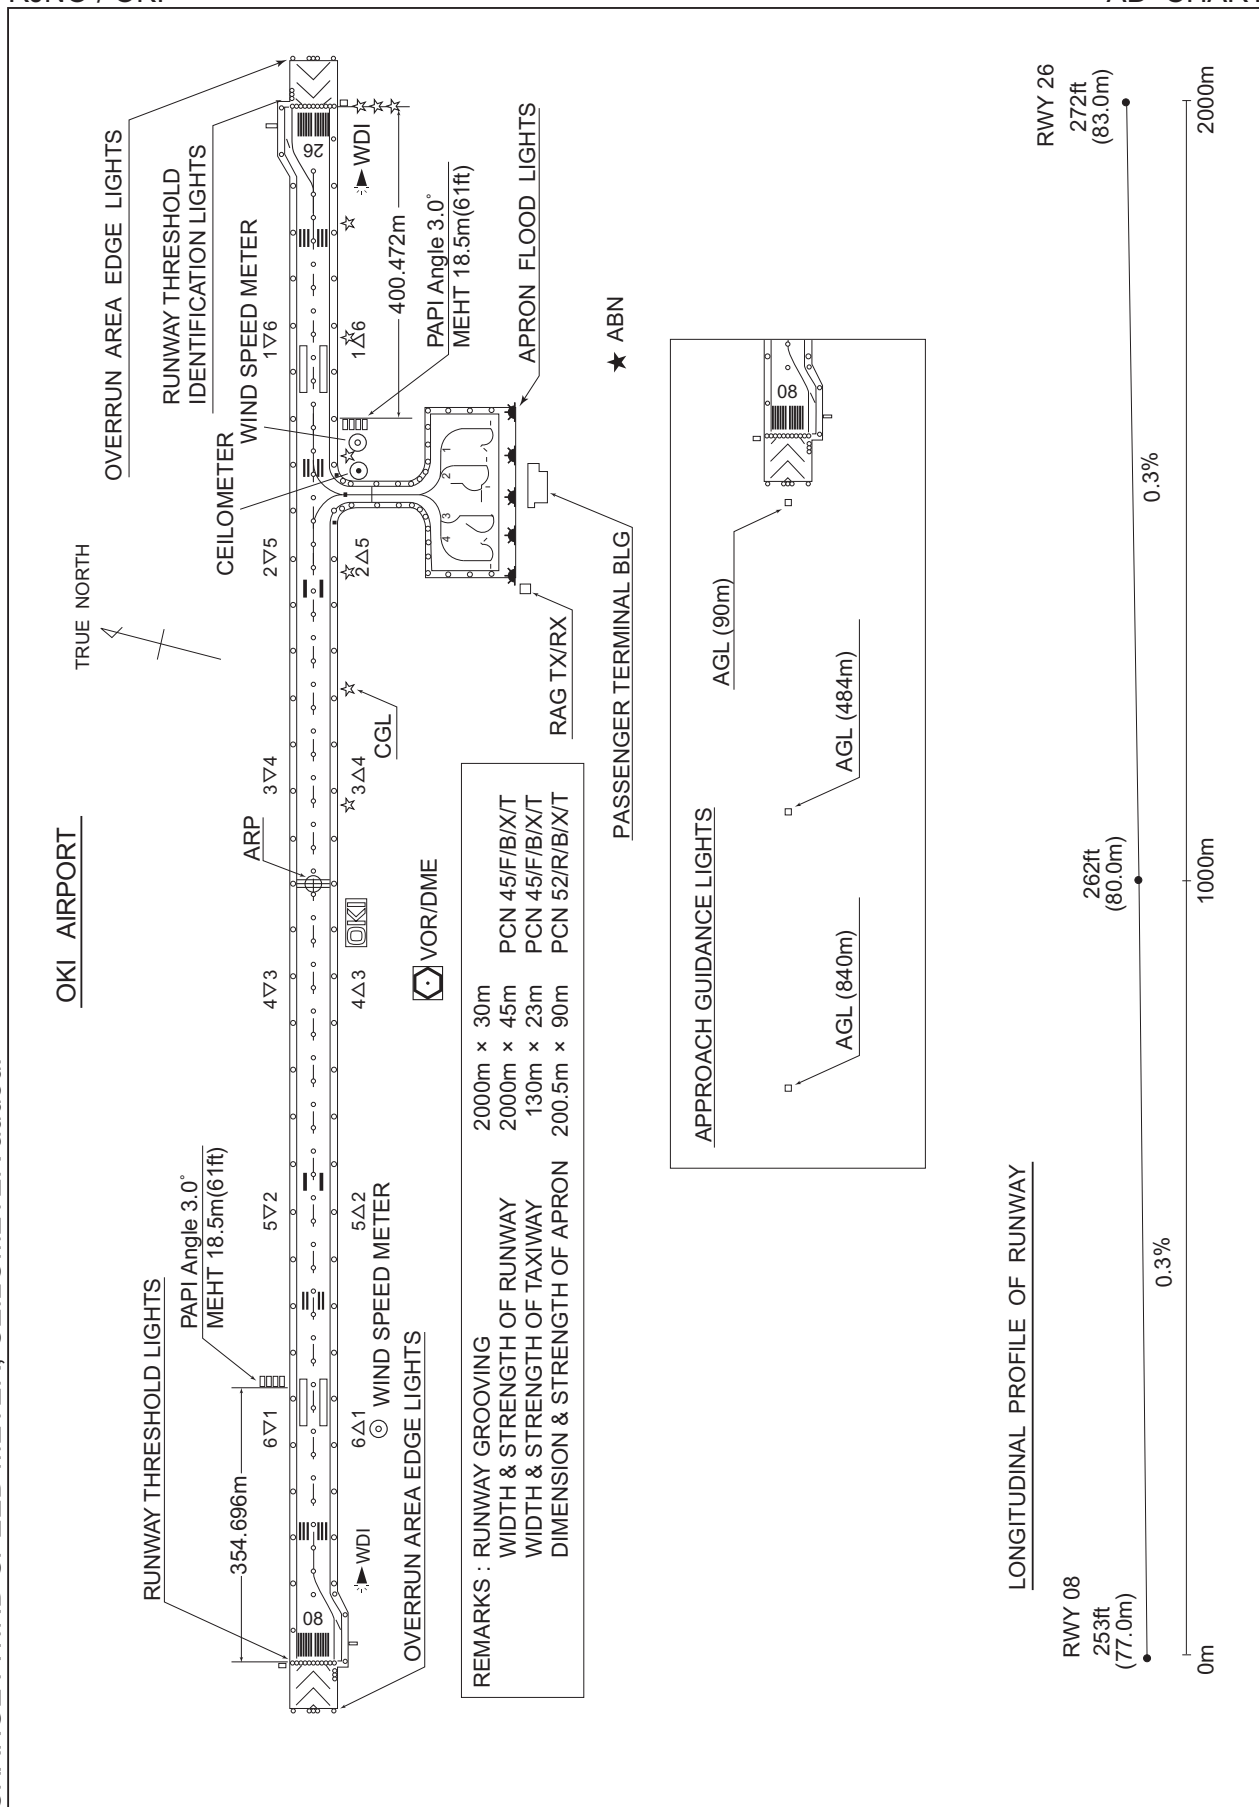 OKI AIRPORT
TRUE NORTH
OVERRUN AREA EDGE LIGHTS
RUNWAY THRESHOLD
IDENTIFICATION LIGHTS
WIND SPEED METER
CEILOMETER
RUNWAY THRESHOLD LIGHTS
PAPI Angle 3.0°
MEHT 18.5m(61ft)
354.696m
6▽1
5▽2
4▽3
3▽4
2▽5
1▽6
ARP
08
26
6△1
5△2
4△3
3△4
2△5
1△6
WDI
WIND SPEED METER
OKI
CGL
WDI
400.472m
PAPI Angle 3.0°
MEHT 18.5m(61ft)
OVERRUN AREA EDGE LIGHTS
VOR/DME
4
3
2
1
APRON FLOOD LIGHTS
RAG TX/RX
PASSENGER TERMINAL BLG
ABN
REMARKS : RUNWAY GROOVING 2000m × 30m
WIDTH & STRENGTH OF RUNWAY 2000m × 45m PCN 45/F/B/X/T
WIDTH & STRENGTH OF TAXIWAY 130m × 23m PCN 45/F/B/X/T
DIMENSION & STRENGTH OF APRON 200.5m × 90m PCN 52/R/B/X/T
APPROACH GUIDANCE LIGHTS
AGL (840m)
AGL (484m)
AGL (90m)
08
LONGITUDINAL PROFILE OF RUNWAY
RWY 08
253ft
(77.0m)
262ft
(80.0m)
RWY 26
272ft
(83.0m)
0.3%
0.3%
0m
1000m
2000m